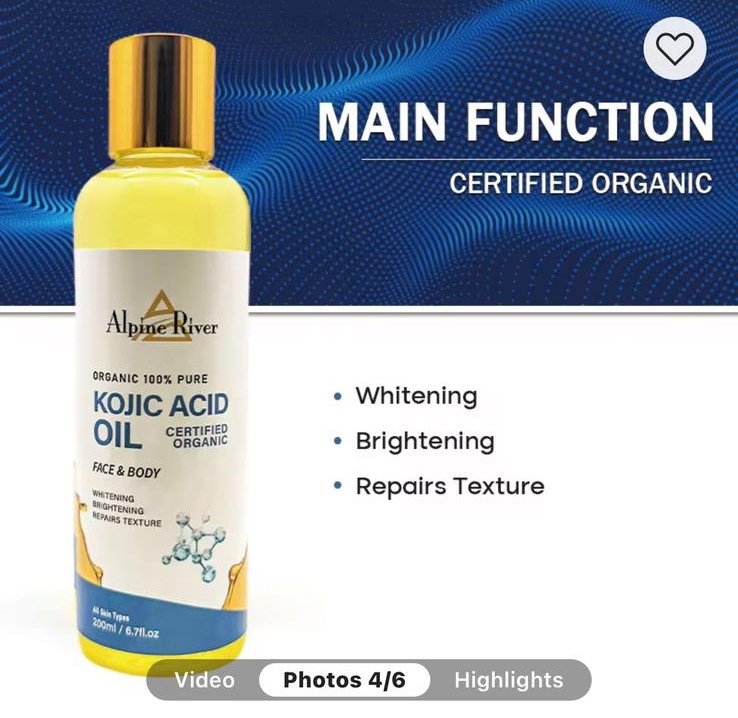 MAIN FUNCTION
CERTIFIED ORGANIC
Alpine River
ORGANIC 100% PURE
KOJIC ACID
OIL
CERTIFIED
ORGANIC
FACE & BODY
WHITENING
BRIGHTENING
REPAIRS TEXTURE
All Skin Types
200ml / 6.7fl.oz
• Whitening
• Brightening
• Repairs Texture
Video
Photos 4/6
Highlights